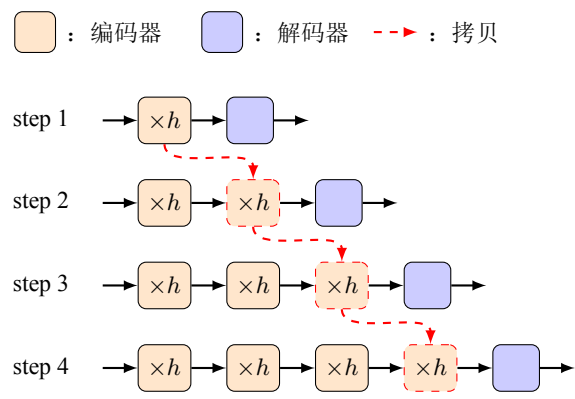 ：编码器 ：解码器 ：拷贝
step 1 ×h
step 2 ×h ×h
step 3 ×h ×h ×h
step 4 ×h ×h ×h ×h